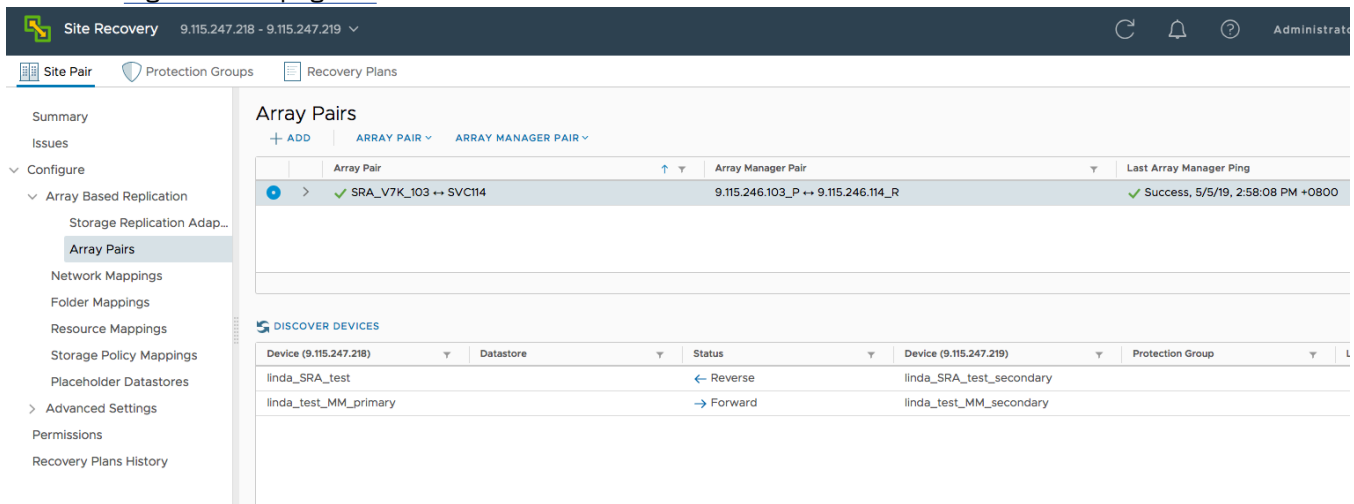 Site Recovery 9.115.247.218 - 9.115.247.219
Site Pair Protection Groups Recovery Plans
Summary
Issues
Configure
Array Based Replication
Storage Replication Adap...
Array Pairs
Network Mappings
Folder Mappings
Resource Mappings
Storage Policy Mappings
Placeholder Datastores
Advanced Settings
Permissions
Recovery Plans History
Array Pairs
+ ADD ARRAY PAIR ARRAY MANAGER PAIR
Array Pair Array Manager Pair Last Array Manager Ping
SRA_V7K_103 ↔ SVC114 9.115.246.103_P ↔ 9.115.246.114_R Success, 5/5/19, 2:58:08 PM +0800
DISCOVER DEVICES
Device (9.115.247.218) Datastore Status Device (9.115.247.219) Protection Group
linda_SRA_test ← Reverse linda_SRA_test_secondary
linda_test_MM_primary → Forward linda_test_MM_secondary